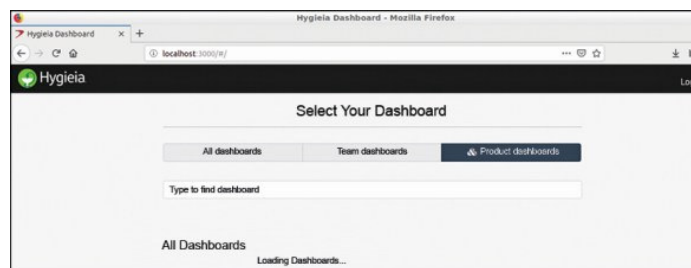 Hygieia Dashboard - Mozilla Firefox
Hygieia Dashboard × +
localhost:3000/#/
Hygieia
Select Your Dashboard
All dashboards Team dashboards Product dashboards
Type to find dashboard
All Dashboards
Loading Dashboards...